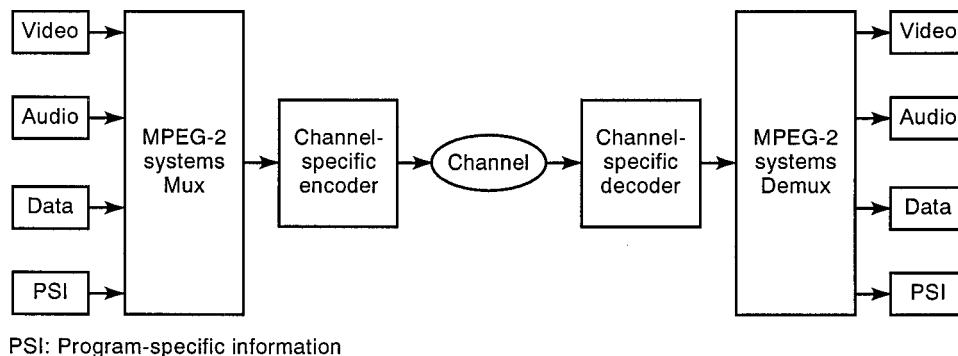 Video
Audio
Data
PSI
MPEG-2
systems
Mux
Channel-
specific
encoder
Channel
Channel-
specific
decoder
MPEG-2
systems
Demux
Video
Audio
Data
PSI
PSI: Program-specific information